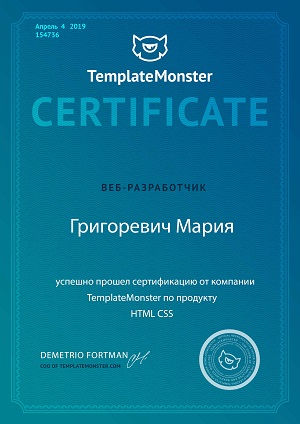 Апрель 4 2019
154736
TemplateMonster
CERTIFICATE
ВЕБ-РАЗРАБОТЧИК
Григоревич Мария
успешно прошел сертификацию от компании
TemplateMonster по продукту
HTML CSS
DEMETRIO FORTMAN
COO OF TEMPLATEMONSTER.COM